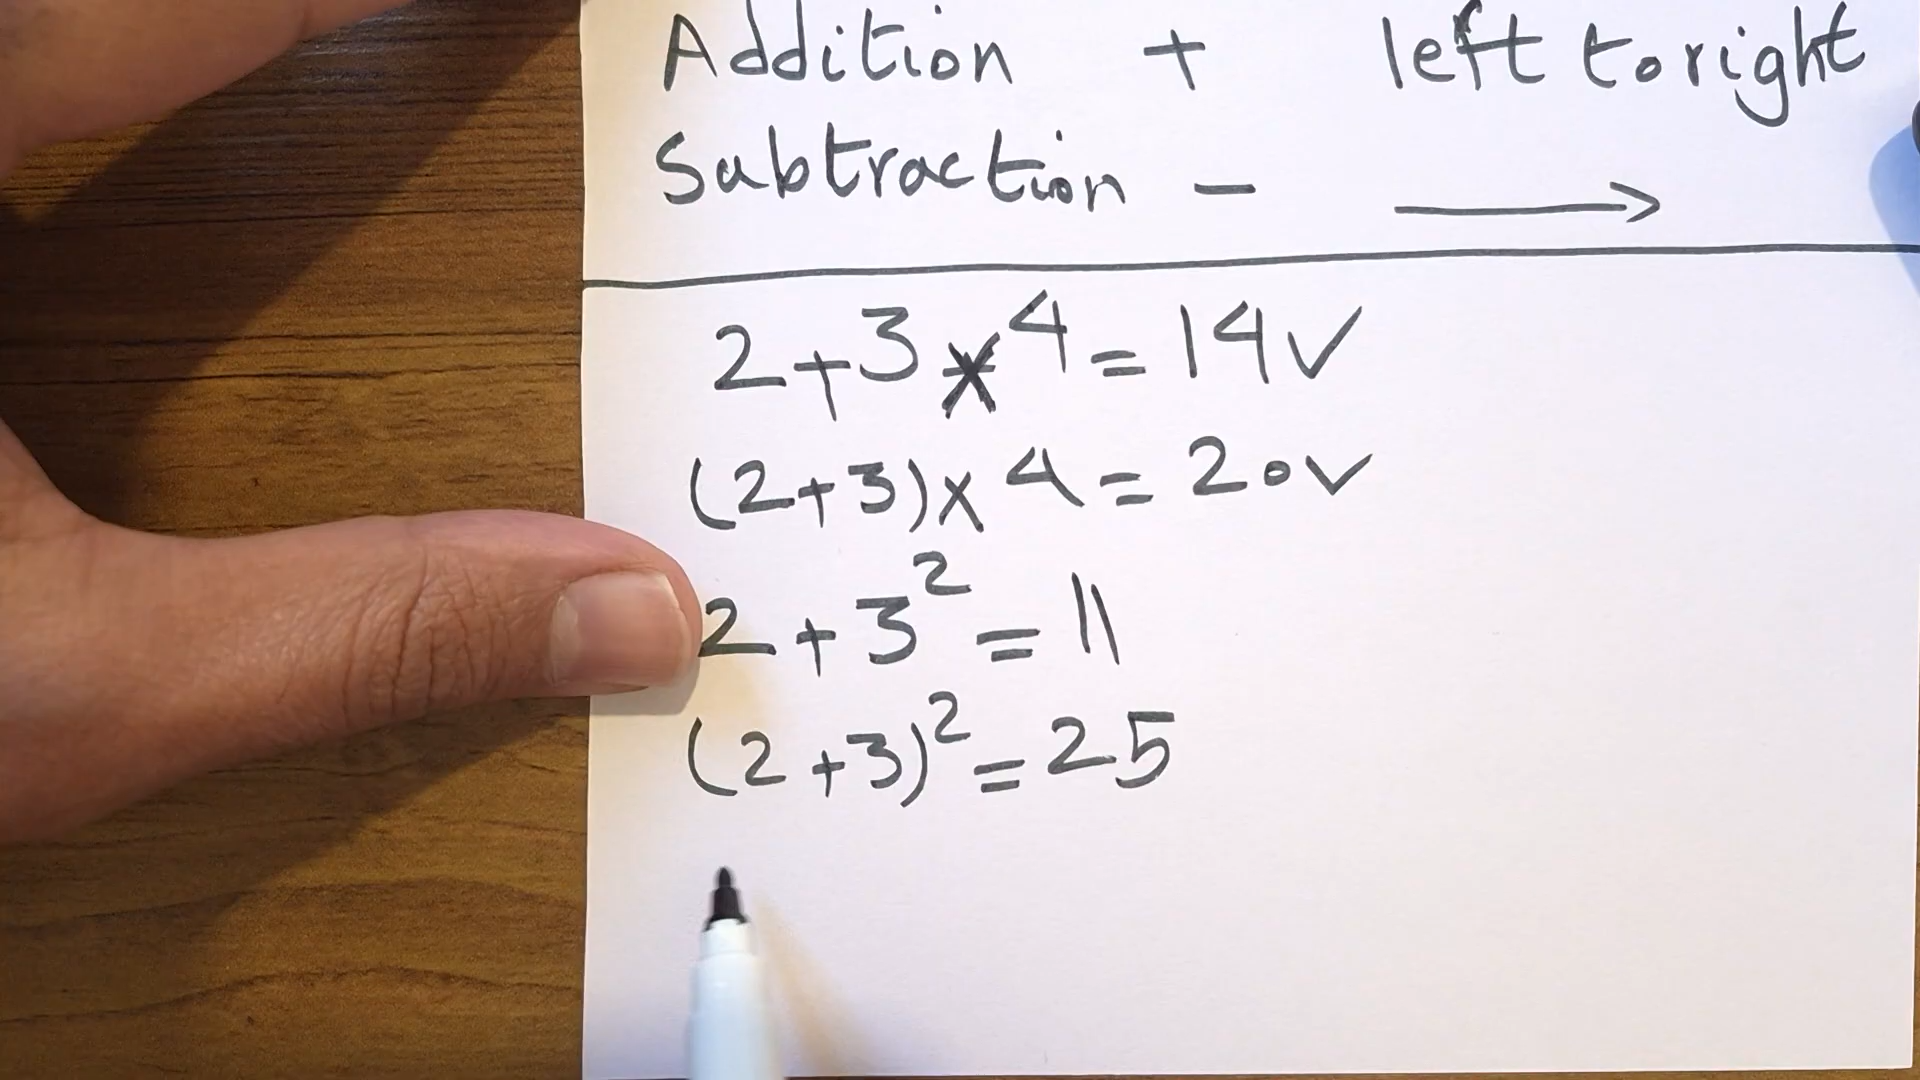 Addition + left to right
Subtraction - →
2+3×4=14✓
(2+3)×4=20✓
2+3²=11
(2+3)²=25